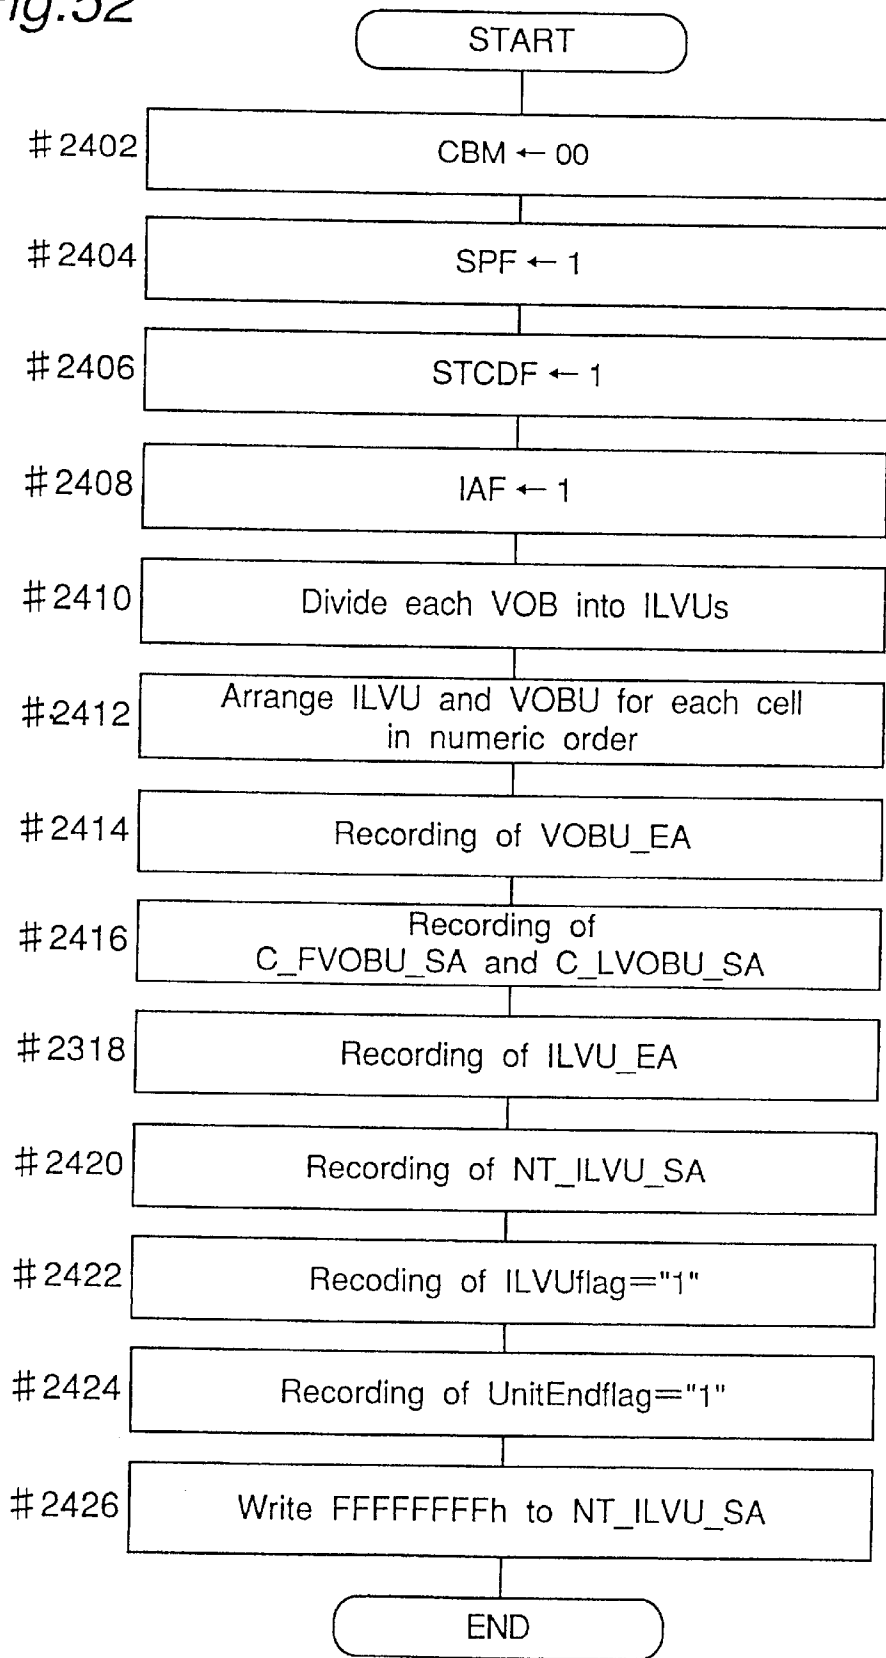 Fig.52
START
#2402 CBM ← 00
#2404 SPF ← 1
#2406 STCDF ← 1
#2408 IAF ← 1
#2410 Divide each VOB into ILVUs
#2412 Arrange ILVU and VOBU for each cell
in numeric order
#2414 Recording of VOBU_EA
#2416 Recording of
C_FVOBU_SA and C_LVOBU_SA
#2318 Recording of ILVU_EA
#2420 Recording of NT_ILVU_SA
#2422 Recoding of ILVUflag="1"
#2424 Recording of UnitEndflag="1"
#2426 Write FFFFFFFFh to NT_ILVU_SA
END